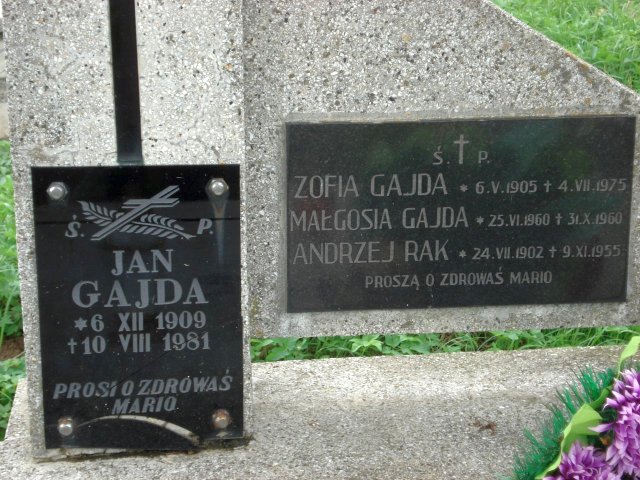 Ś. P.
JAN
GAJDA
* 6 XII 1909
+ 10 VIII 1981
PROSI O ZDROWAŚ
MARIO
Ś + P.
ZOFIA GAJDA * 6.V.1905 + 4.VII.1975
MAŁGOSIA GAJDA * 25.VI.1960 + 31.X.1960
ANDRZEJ RAK * 24.VII.1902 + 9.XI.1955
PROSZĄ O ZDROWAŚ MARIO